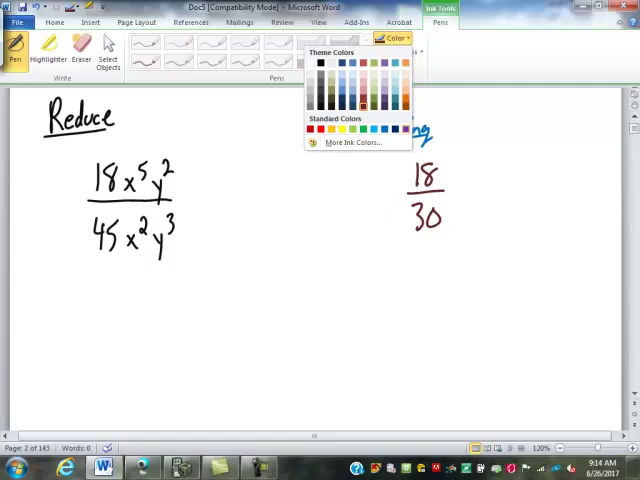 Doc5 [Compatibility Mode] - Microsoft Word
Ink Tools
File
Home
Insert
Page Layout
References
Mailings
Review
View
Add-Ins
Acrobat
Pens
Pen
Highlighter
Eraser
Select
Objects
Write
Pens
Color
Theme Colors
Standard Colors
More Ink Colors...
Reduce
18x⁵y²
45x²y³
18
30
Page: 2 of 143
Words: 0
120%
9:14 AM
6/26/2017